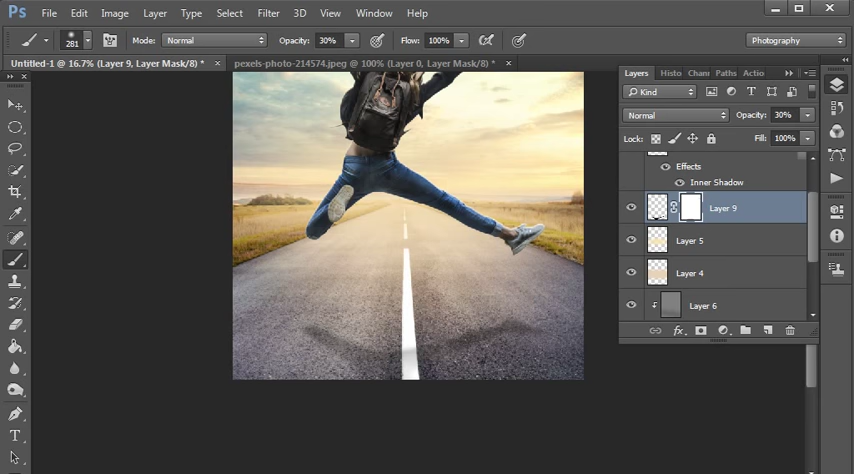 Ps File Edit Image Layer Type Select Filter 3D View Window Help
281 Mode: Normal Opacity: 30% Flow: 100% Photography
Untitled-1 @ 16.7% (Layer 9, Layer Mask/8) * × pexels-photo-214574.jpeg @ 100% (Layer 0, Layer Mask/8) * ×
Layers Histo Chann Paths Actio
Kind
Normal Opacity: 30%
Lock: Fill: 100%
Effects
Inner Shadow
Layer 9
Layer 5
Layer 4
Layer 6
fx